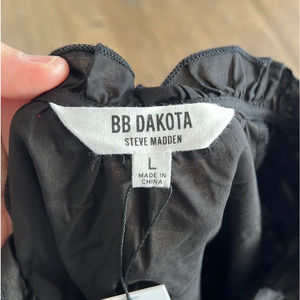 BB DAKOTA
STEVE MADDEN
L
MADE IN
CHINA